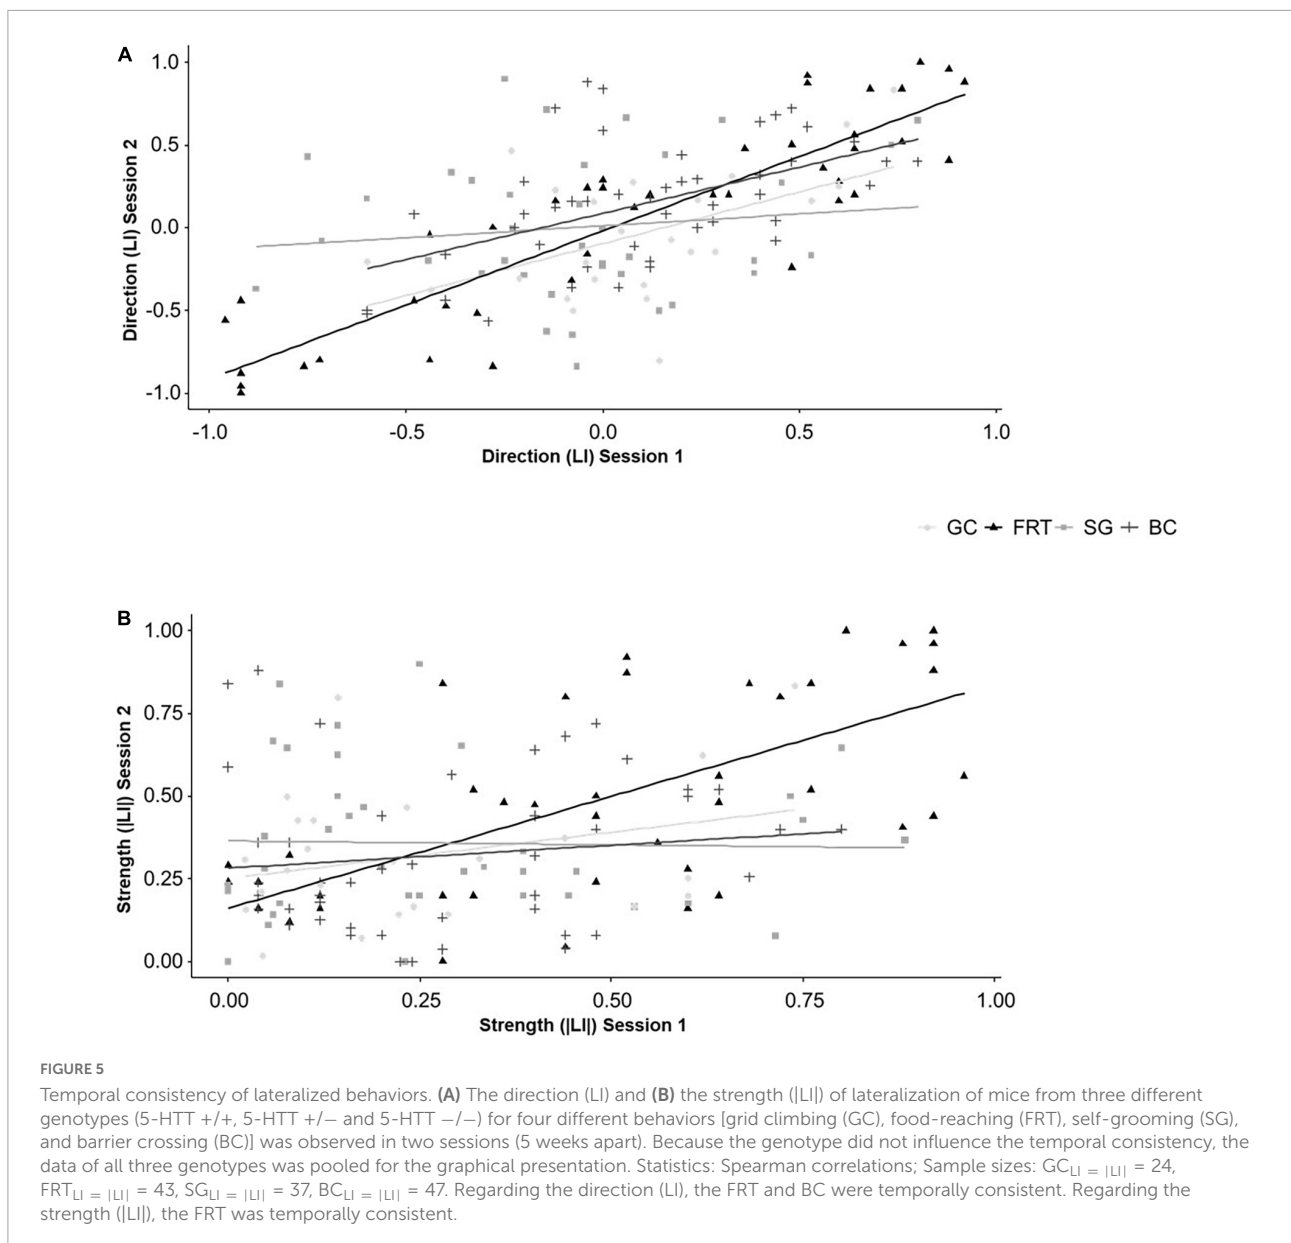 A
1.0
0.5
0.0
-0.5
-1.0
Direction (LI) Session 2
-1.0 -0.5 0.0 0.5 1.0
Direction (LI) Session 1
GC FRT SG BC
B
1.00
0.75
0.50
0.25
0.00
Strength (|LI|) Session 2
0.00 0.25 0.50 0.75 1.00
Strength (|LI|) Session 1
FIGURE 5
Temporal consistency of lateralized behaviors. (A) The direction (LI) and (B) the strength (|LI|) of lateralization of mice from three different
genotypes (5-HTT +/+, 5-HTT +/− and 5-HTT −/−) for four different behaviors [grid climbing (GC), food-reaching (FRT), self-grooming (SG),
and barrier crossing (BC)] was observed in two sessions (5 weeks apart). Because the genotype did not influence the temporal consistency, the
data of all three genotypes was pooled for the graphical presentation. Statistics: Spearman correlations; Sample sizes: GC LI = |LI| = 24,
FRT LI = |LI| = 43, SG LI = |LI| = 37, BC LI = |LI| = 47. Regarding the direction (LI), the FRT and BC were temporally consistent. Regarding the
strength (|LI|), the FRT was temporally consistent.